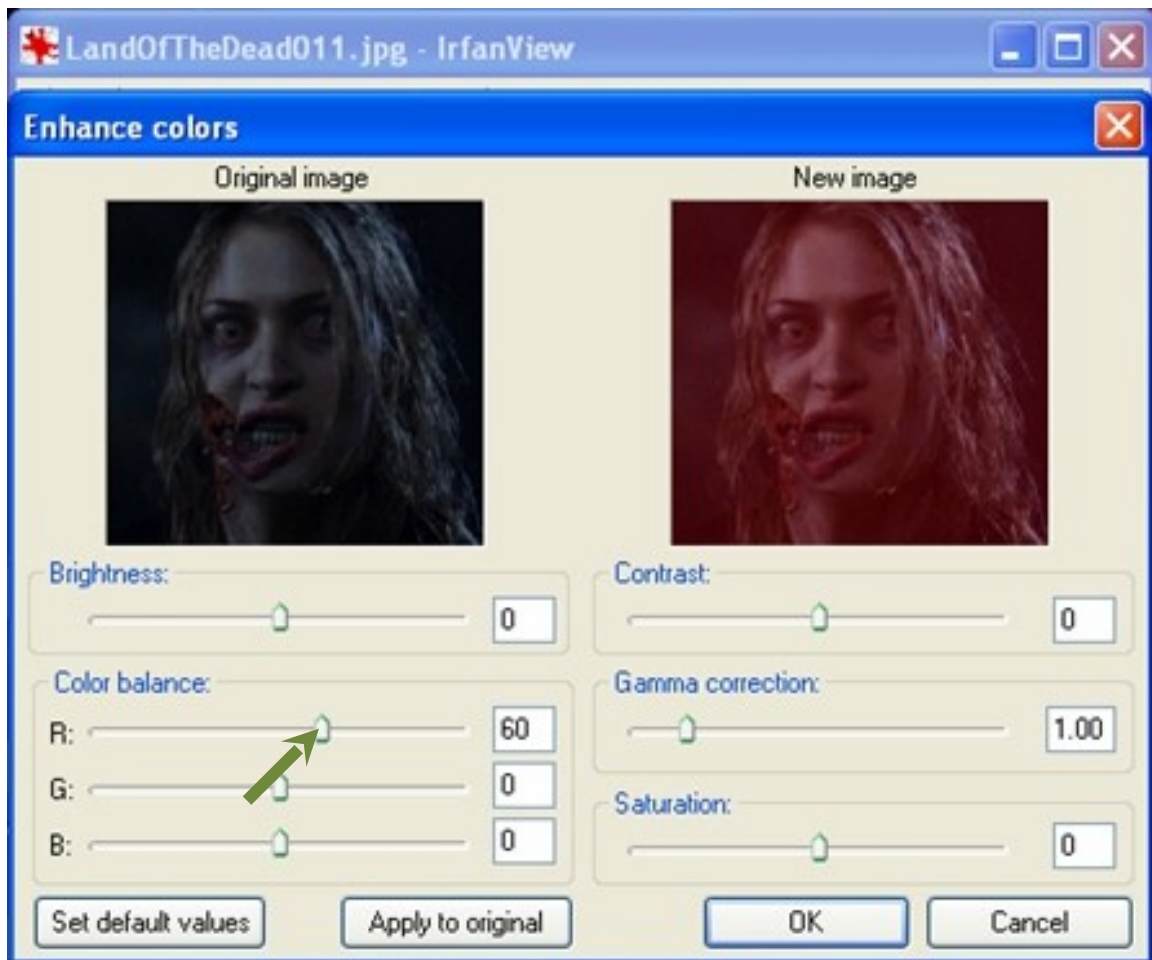 LandOfTheDead011.jpg - IrfanView
Enhance colors
Original image
New image
Brightness:
0
Contrast:
0
Color balance:
R:
60
G:
0
B:
0
Gamma correction:
1.00
Saturation:
0
Set default values
Apply to original
OK
Cancel